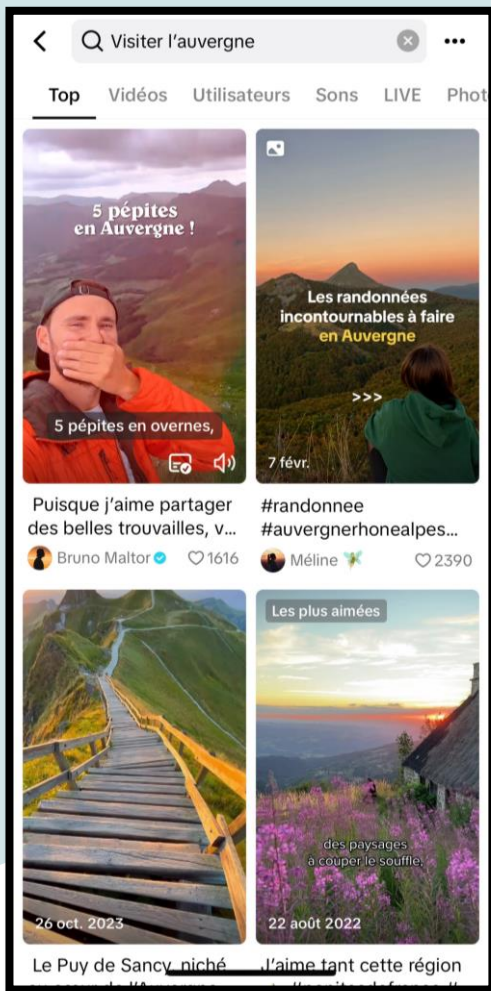 Visiter l'auvergne
Top Vidéos Utilisateurs Sons LIVE Phot
5 pépites
en Auvergne !
5 pépites en overnes,
Puisque j'aime partager
des belles trouvailles, v...
Bruno Maltor 1616
Les randonnées
incontournables à faire
en Auvergne
>>>
7 févr.
#randonnee
#auvergnerhonealpes...
Méline 2390
26 oct. 2023
Le Puy de Sancy, niché
Les plus aimées
des paysages
à couper le souffle,
22 août 2022
J'aime tant cette région